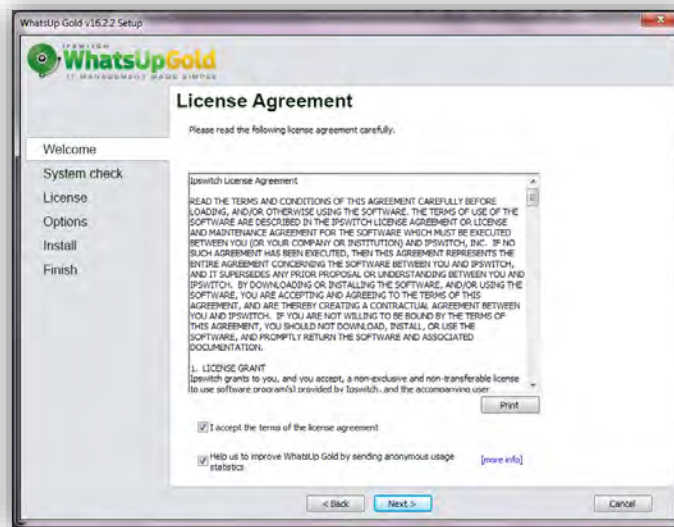 WhatsUp Gold v16.2.2 Setup
IPSWITCH
WhatsUpGold
IT MANAGEMENT MADE SIMPLE
License Agreement
Please read the following license agreement carefully.
Welcome
System check
License
Options
Install
Finish
Ipswitch License Agreement
READ THE TERMS AND CONDITIONS OF THIS AGREEMENT CAREFULLY BEFORE
LOADING, AND/OR OTHERWISE USING THE SOFTWARE. THE TERMS OF USE OF THE
SOFTWARE ARE DESCRIBED IN THE IPSWITCH LICENSE AGREEMENT OR LICENSE
AND MAINTENANCE AGREEMENT FOR THE SOFTWARE WHICH MUST BE EXECUTED
BETWEEN YOU (OR YOUR COMPANY OR INSTITUTION) AND IPSWITCH, INC. IF NO
SUCH AGREEMENT HAS BEEN EXECUTED, THEN THIS AGREEMENT REPRESENTS THE
ENTIRE AGREEMENT CONCERNING THE SOFTWARE BETWEEN YOU AND IPSWITCH,
AND IT SUPERSEDES ANY PRIOR PROPOSAL OR UNDERSTANDING BETWEEN YOU AND
IPSWITCH. BY DOWNLOADING OR INSTALLING THE SOFTWARE, AND/OR USING THE
SOFTWARE, YOU ARE ACCEPTING AND AGREEING TO THE TERMS OF THIS
AGREEMENT, AND ARE THEREBY CREATING A CONTRACTUAL AGREEMENT BETWEEN
YOU AND IPSWITCH. IF YOU ARE NOT WILLING TO BE BOUND BY THE TERMS OF
THIS AGREEMENT, YOU SHOULD NOT DOWNLOAD, INSTALL, OR USE THE
SOFTWARE, AND PROMPTLY RETURN THE SOFTWARE AND ASSOCIATED
DOCUMENTATION.
1. LICENSE GRANT
Ipswitch grants to you, and you accept, a non-exclusive and non-transferable license
to use software program(s) provided by Ipswitch, and the accompanying user
Print
I accept the terms of the license agreement
Help us to improve WhatsUp Gold by sending anonymous usage
statistics
[more info]
< Back
Next >
Cancel